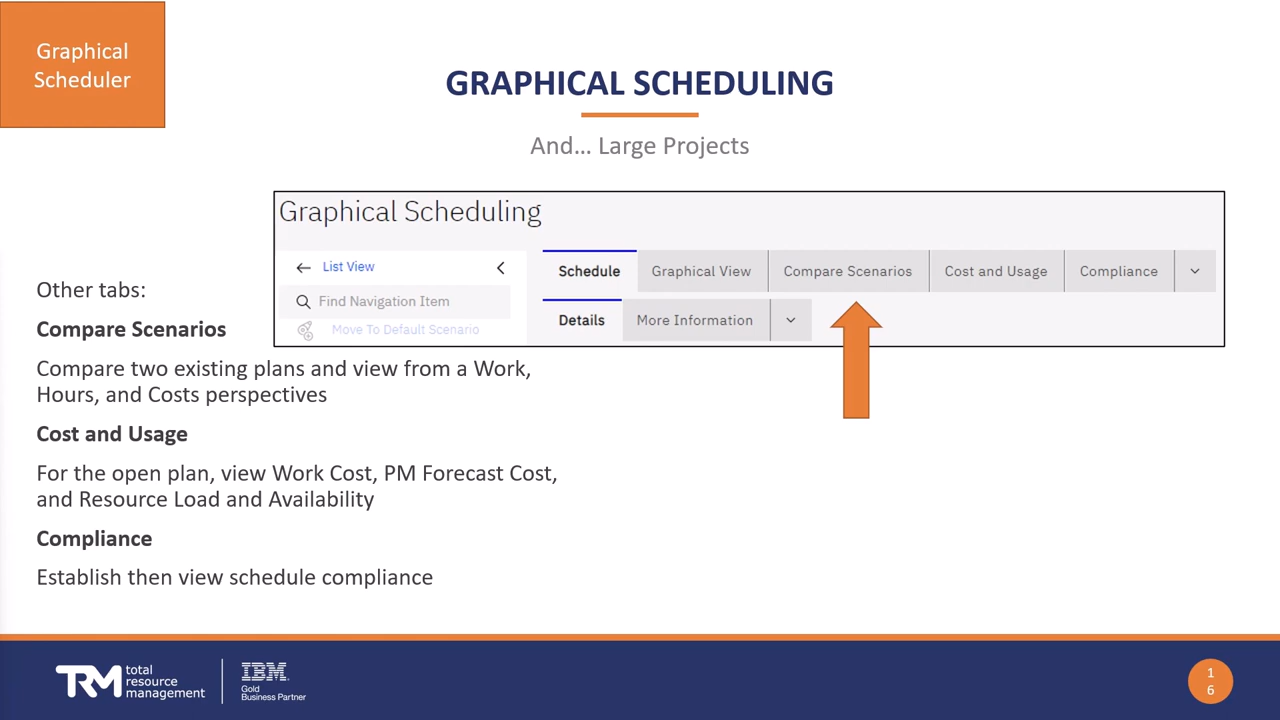 Graphical
Scheduler
GRAPHICAL SCHEDULING
And... Large Projects
Graphical Scheduling
List View
Find Navigation Item
Move To Default Scenario
Schedule
Graphical View
Compare Scenarios
Cost and Usage
Compliance
Details
More Information
Other tabs:
Compare Scenarios
Compare two existing plans and view from a Work,
Hours, and Costs perspectives
Cost and Usage
For the open plan, view Work Cost, PM Forecast Cost,
and Resource Load and Availability
Compliance
Establish then view schedule compliance
TRM total
resource
management
IBM
Gold
Business Partner
1
6